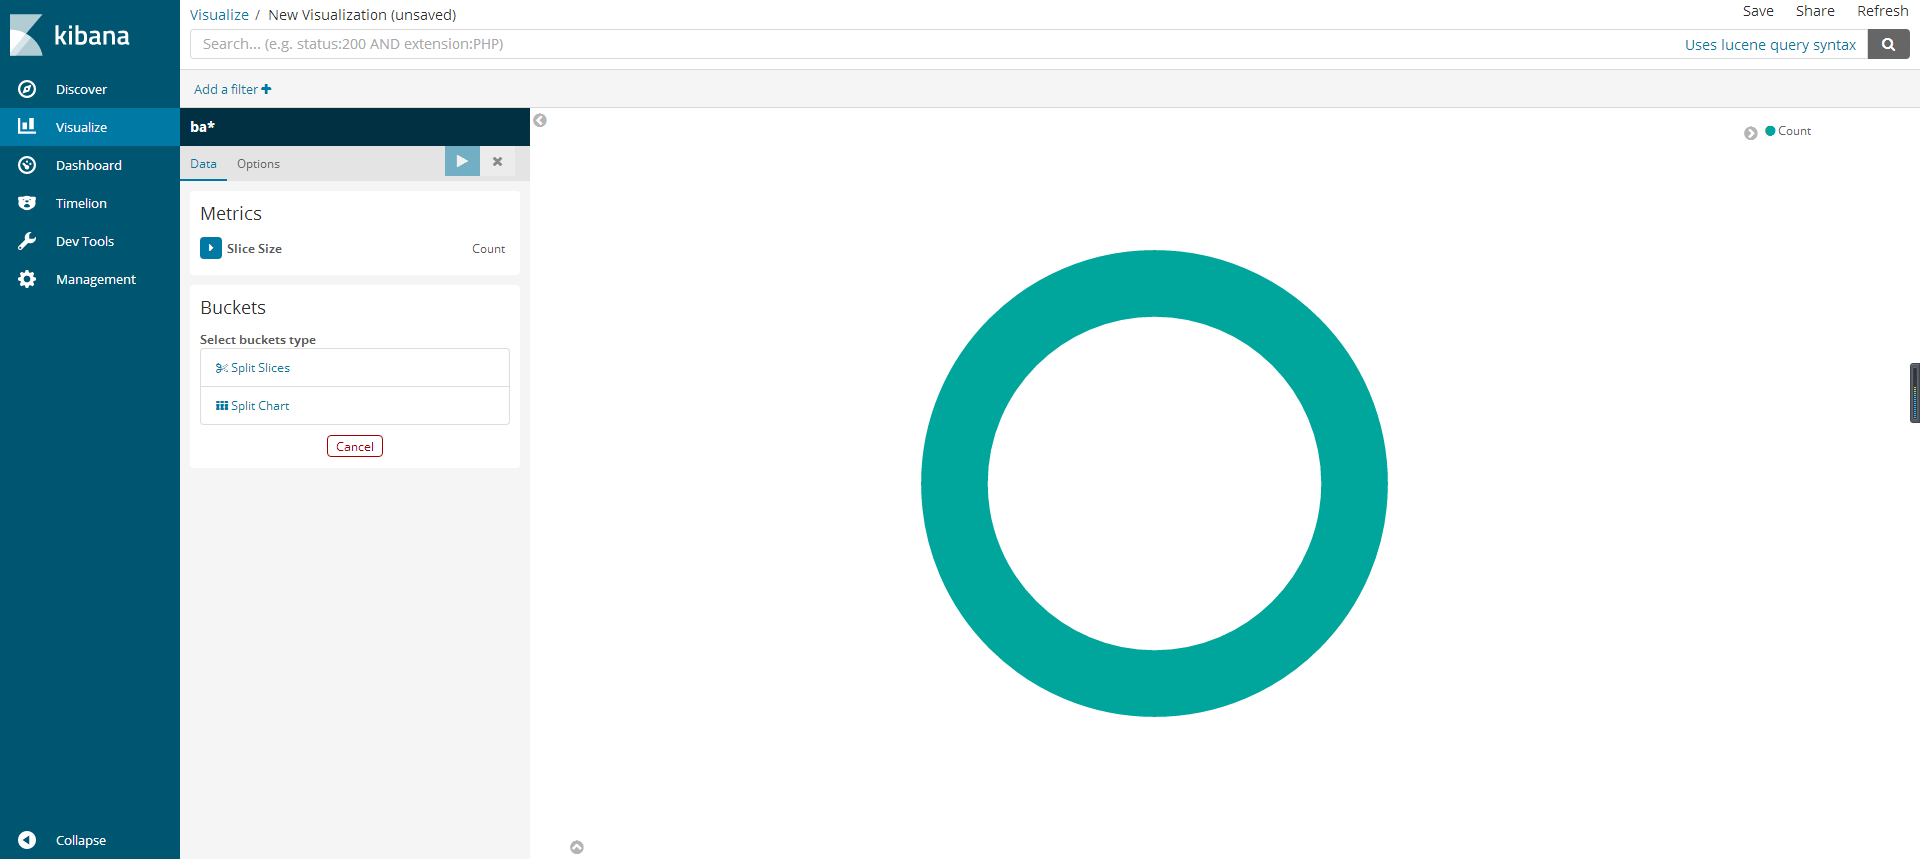 kibana
Discover
Visualize
Dashboard
Timelion
Dev Tools
Management
Collapse
Visualize / New Visualization (unsaved)
Save Share Refresh
Search... (e.g. status:200 AND extension:PHP)
Uses lucene query syntax
Add a filter
ba*
Data Options
Metrics
Slice Size Count
Buckets
Select buckets type
Split Slices
Split Chart
Cancel
Count